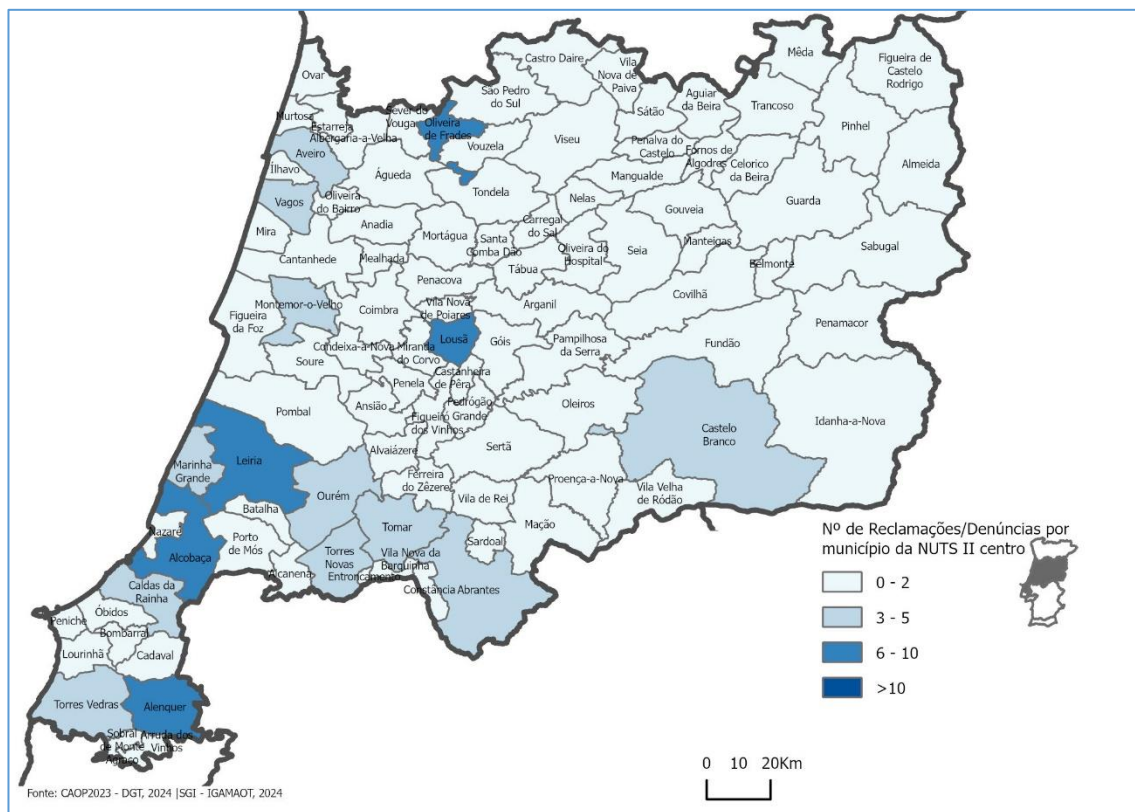 Mêda
Figueira de
Castelo
Rodrigo
Castro Daire
Vila
Nova de
Paiva
Ovar
São Pedro
do Sul
Aguiar
da Beira
Trancoso
Murtosa
Estarreja
Sever do
Vouga
Albergaria-a-Velha
Oliveira
de Frades
Vouzela
Viseu
Sátão
Penalva do
Castelo
Fornos de
Algodres
Pinhel
Celorico
da Beira
Almeida
Aveiro
Ílhavo
Águeda
Mangualde
Vagos
Oliveira
do Bairro
Tondela
Nelas
Gouveia
Guarda
Mira
Anadia
Mortágua
Santa
Comba Dão
Carregal
do Sal
Oliveira do
Hospital
Seia
Manteigas
Sabugal
Cantanhede
Mealhada
Tábua
Belmonte
Penacova
Covilhã
Montemor-o-Velho
Coimbra
Vila Nova
de Poiares
Arganil
Figueira
da Foz
Lousã
Góis
Pampilhosa
da Serra
Fundão
Penamacor
Condeixa-a-Nova
Miranda
do Corvo
Soure
Castanheira
de Pêra
Penela
Pedrógão
Grande
Pombal
Ansião
Figueiró
dos Vinhos
Oleiros
Castelo
Branco
Idanha-a-Nova
Leiria
Alvaiázere
Sertã
Marinha
Grande
Ourém
Ferreira
do Zêzere
Proença-a-Nova
Vila de Rei
Vila Velha
de Ródão
Batalha
Nazaré
Porto
de Mós
Tomar
Mação
Sardoal
Alcobaça
Torres
Novas
Vila Nova da
Barquinha
Entroncamento
Alcanena
Constância
Abrantes
Caldas da
Rainha
Óbidos
Peniche
Bombarral
Lourinhã
Cadaval
Torres Vedras
Alenquer
Sobral
de Monte
Agraço
Arruda dos
Vinhos
Nº de Reclamações/Denúncias por
município da NUTS II centro
0 - 2
3 - 5
6 - 10
>10
0 10 20Km
Fonte: CAOP2023 - DGT, 2024 |SGI - IGAMAOT, 2024